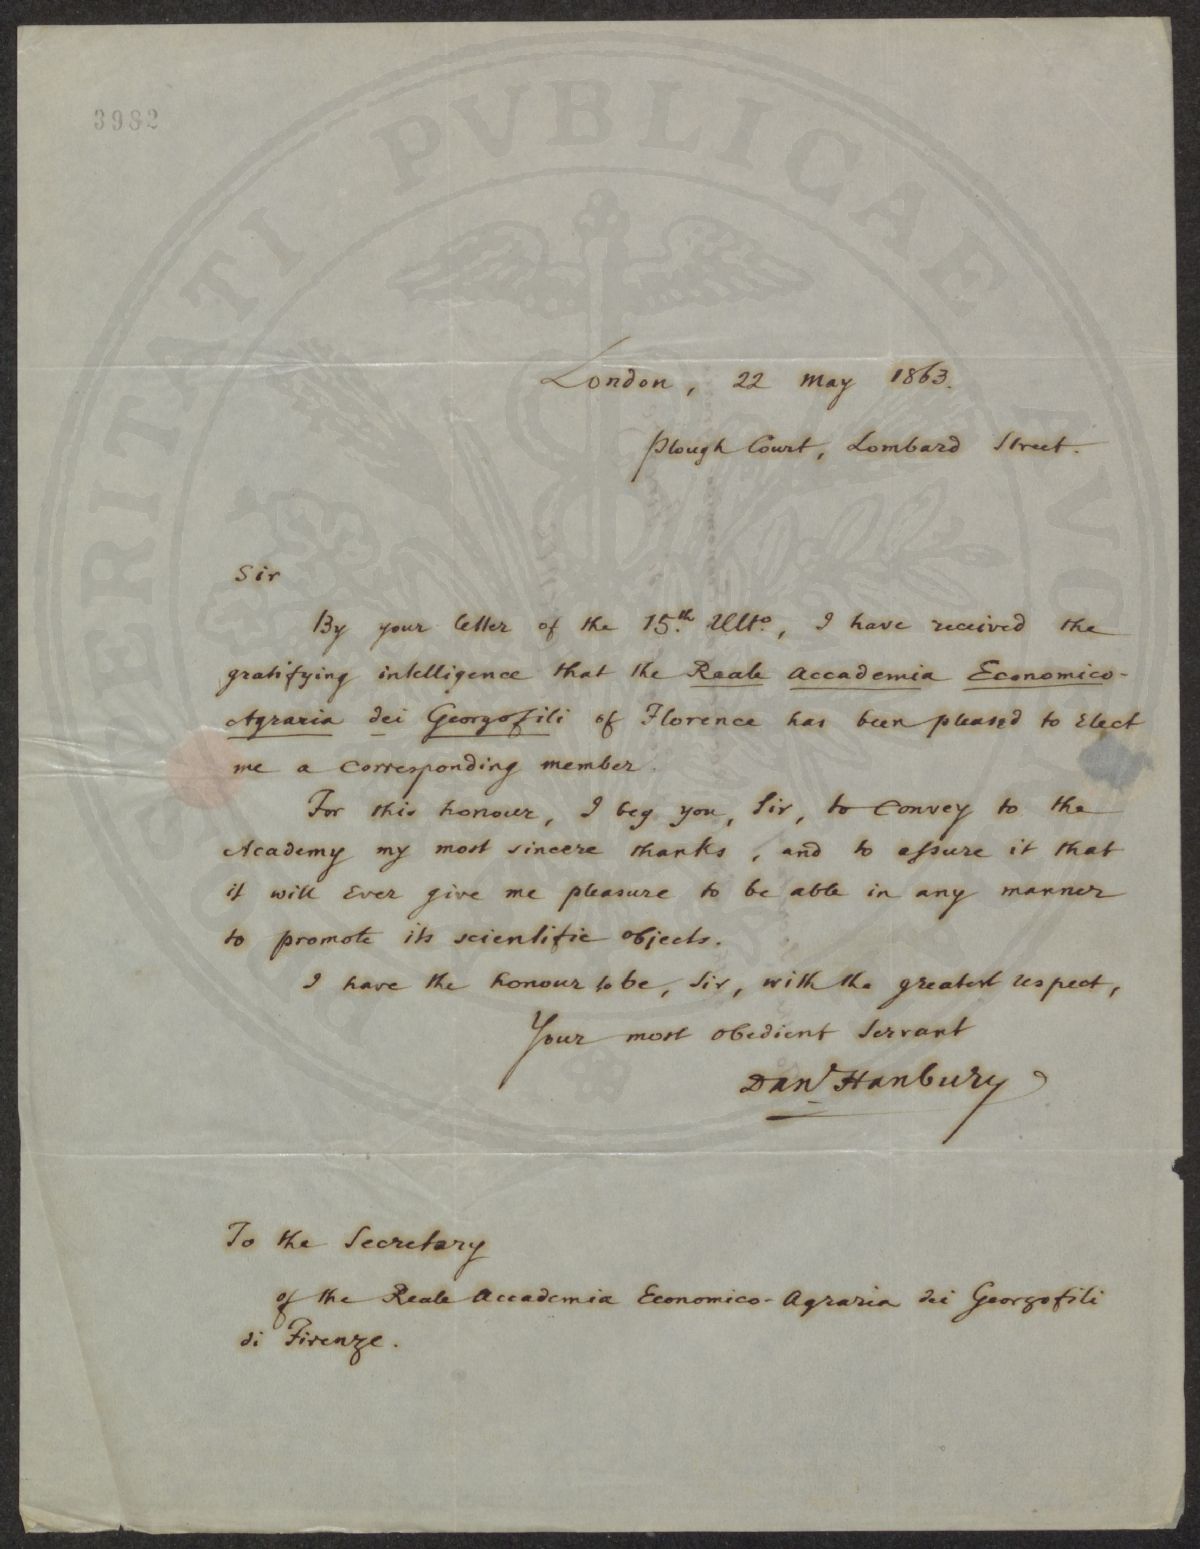 3982
PROSPERITATI PVBLICAE AVGENDAE
London, 22 May 1863.
Plough Court, Lombard Street.
Sir
By your letter of the 15th. Ulto., I have received the
gratifying intelligence that the Reale Accademia Economico-
Agraria dei Georgofili of Florence has been pleased to elect
me a corresponding member.
For this honour, I beg you, Sir, to convey to the
Academy my most sincere thanks, and to assure it that
it will ever give me pleasure to be able in any manner
to promote its scientific objects.
I have the honour to be, Sir, with the greatest respect,
Your most obedient Servant
Danl. Hanbury
To the Secretary
of the Reale Accademia Economico-Agraria dei Georgofili
di Firenze.